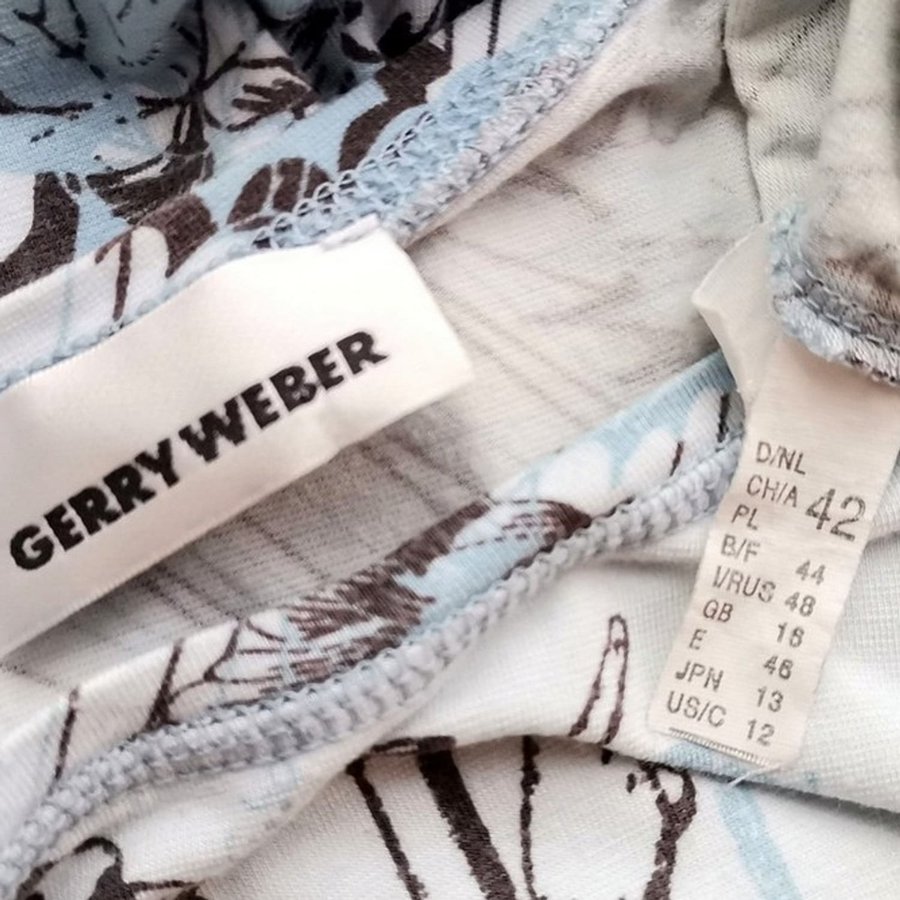 GERRY WEBER
D/NL
CH/A 42
PL
B/F 44
I/RUS 48
GB 16
E 46
JPN 13
US/C 12